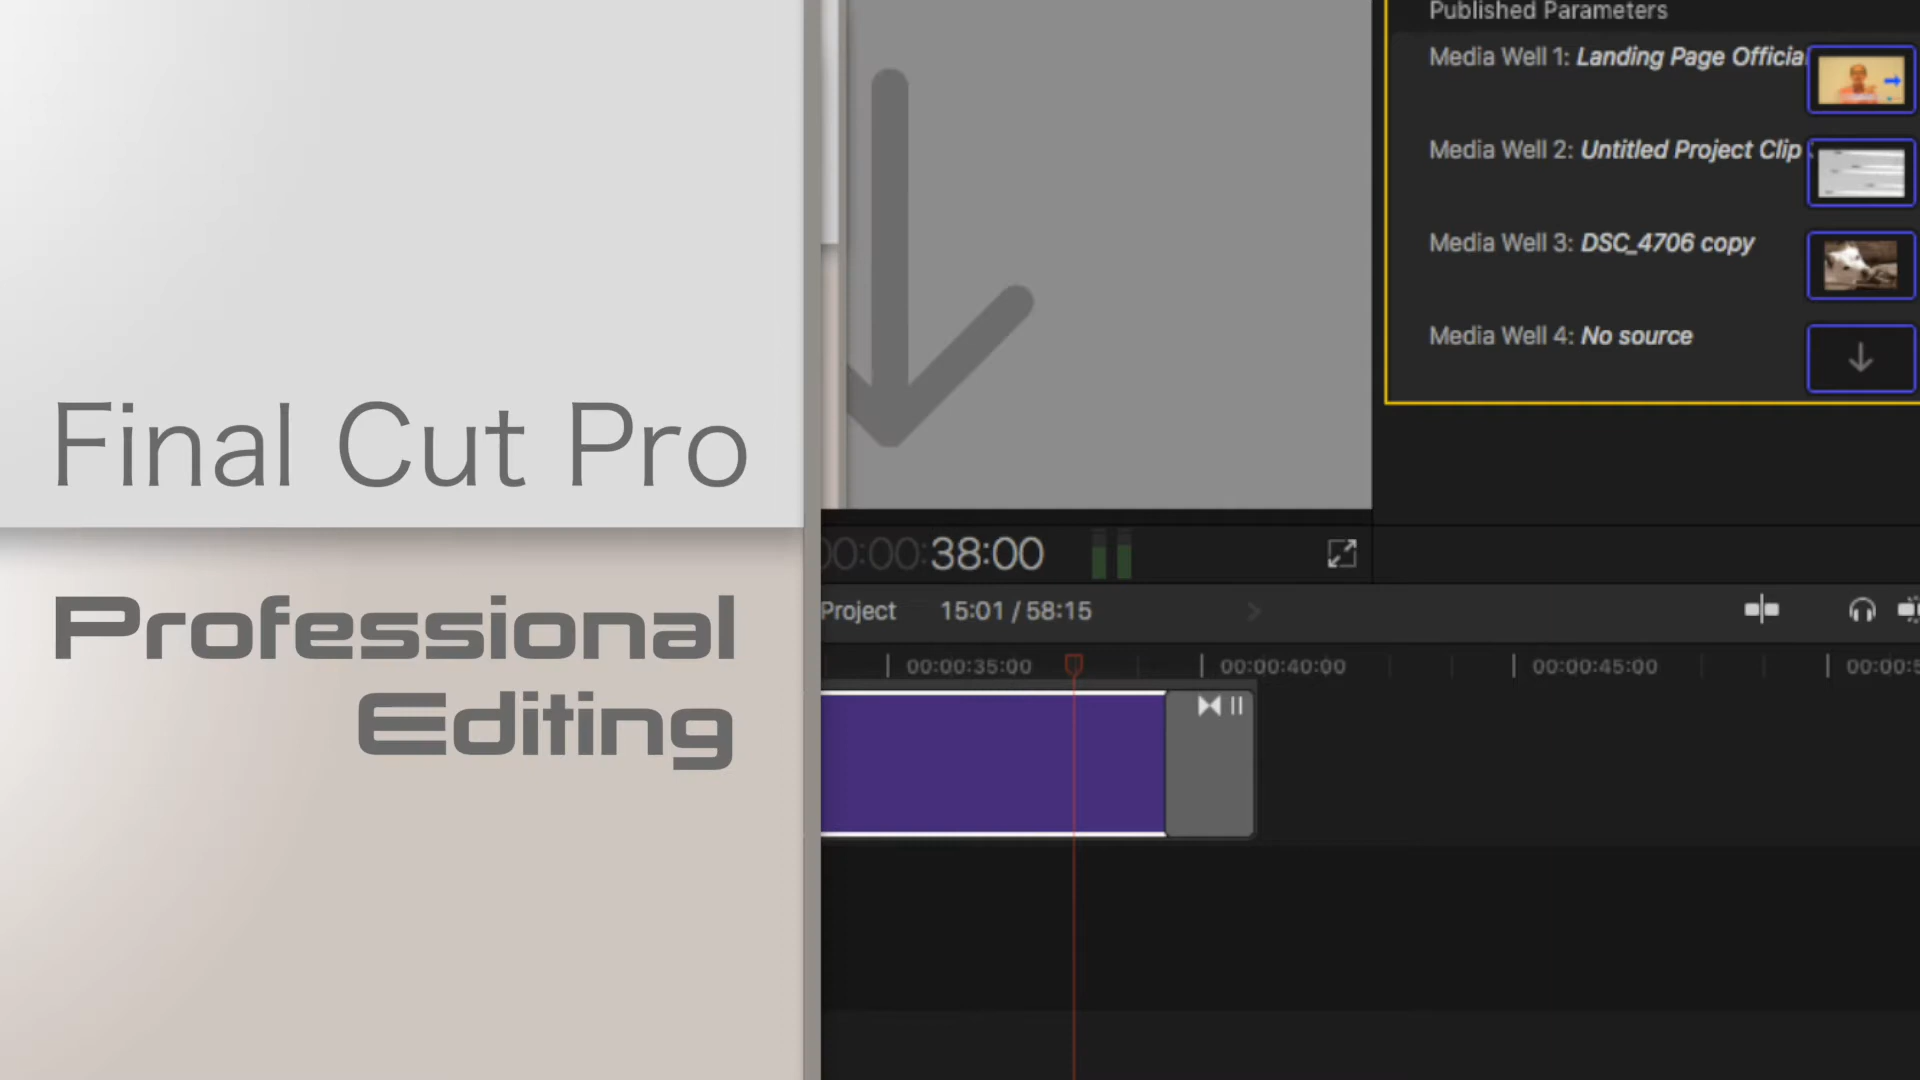 Final Cut Pro
Professional
Editing
Published Parameters
Media Well 1: Landing Page Official
Media Well 2: Untitled Project Clip
Media Well 3: DSC_4706 copy
Media Well 4: No source
00:00:38:00
Project 15:01 / 58:15
00:00:35:00 00:00:40:00 00:00:45:00